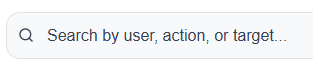 Search by user, action, or target...